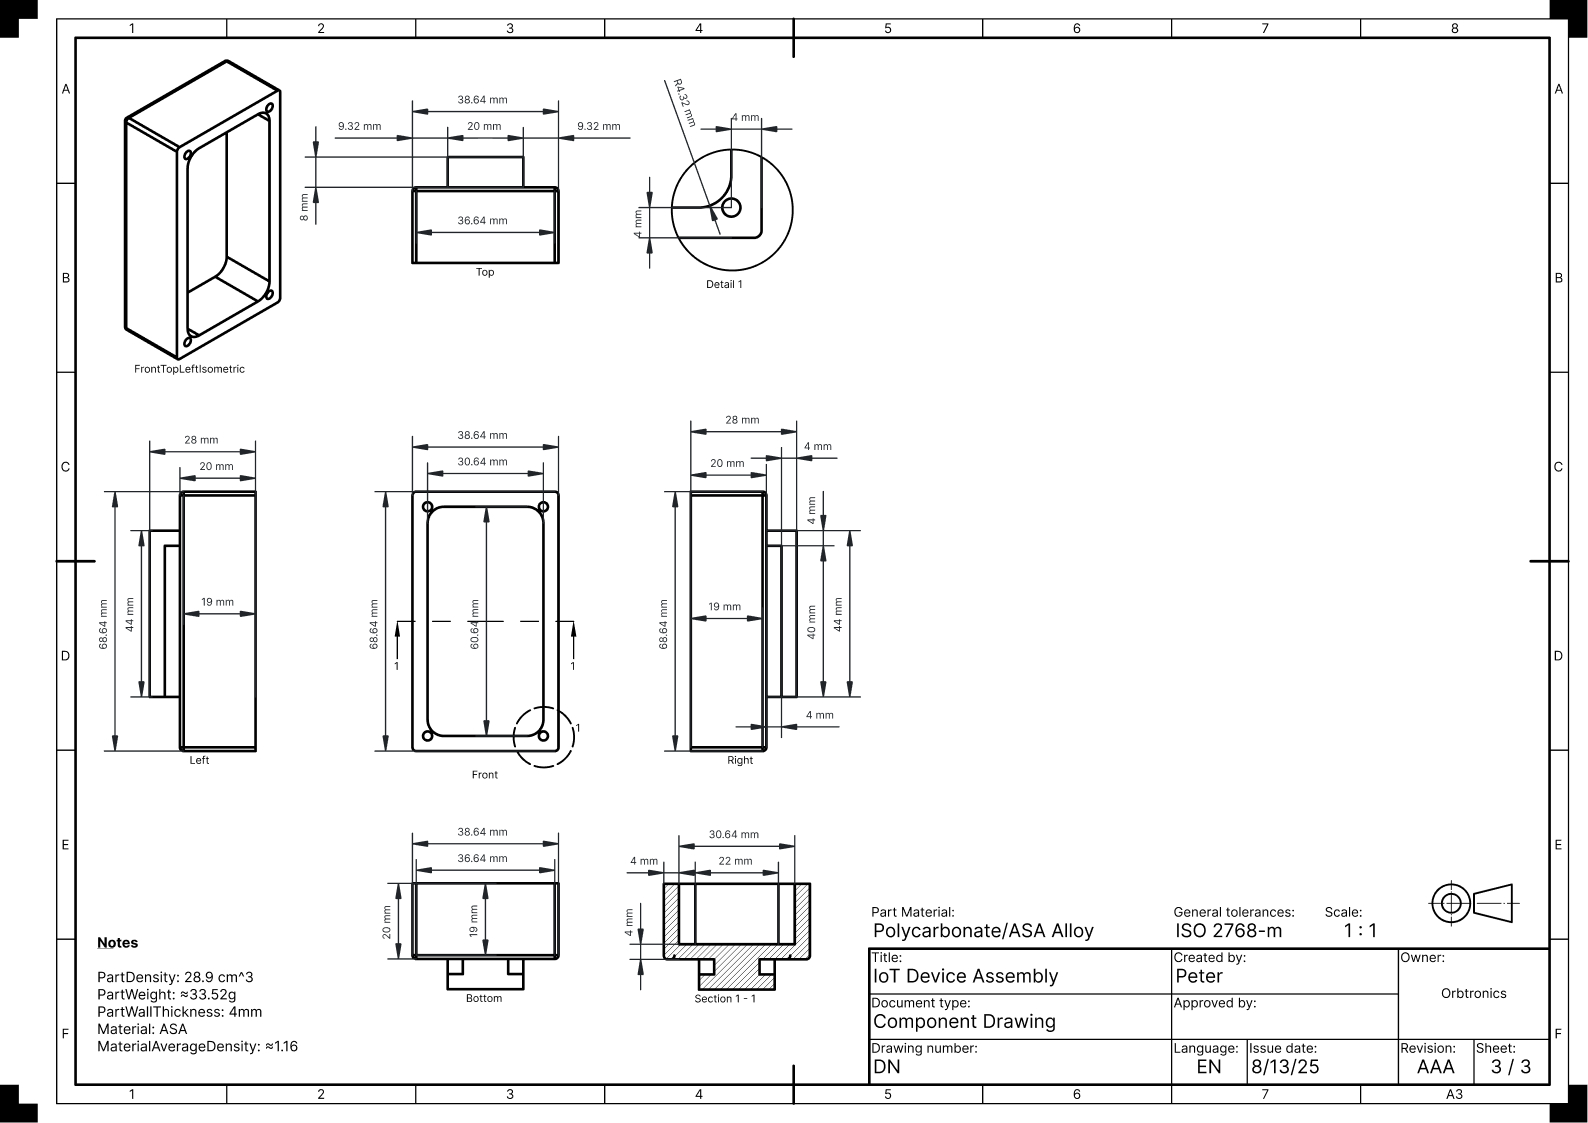 1 2 3 4 5 6 7 8
A A
B B
C C
D D
E E
F F
FrontTopLeftIsometric
38.64 mm
9.32 mm 20 mm 9.32 mm
8 mm
36.64 mm
Top
R4.32 mm
4 mm
4 mm
Detail 1
28 mm
20 mm
68.64 mm
44 mm
19 mm
Left
38.64 mm
30.64 mm
68.64 mm
60.64 mm
1 1
1
Front
28 mm
4 mm
20 mm
4 mm
68.64 mm
19 mm
40 mm
44 mm
4 mm
Right
38.64 mm
36.64 mm
20 mm
19 mm
Bottom
30.64 mm
4 mm 22 mm
4 mm
Section 1 - 1
Notes
PartDensity: 28.9 cm^3
PartWeight: ≈33.52g
PartWallThickness: 4mm
Material: ASA
MaterialAverageDensity: ≈1.16
Part Material: General tolerances: Scale:
Polycarbonate/ASA Alloy ISO 2768-m 1 : 1
Title: Created by: Owner:
IoT Device Assembly Peter
Orbtronics
Document type: Approved by:
Component Drawing
Drawing number: Language: Issue date: Revision: Sheet:
DN EN 8/13/25 AAA 3 / 3
1 2 3 4 5 6 7 A3